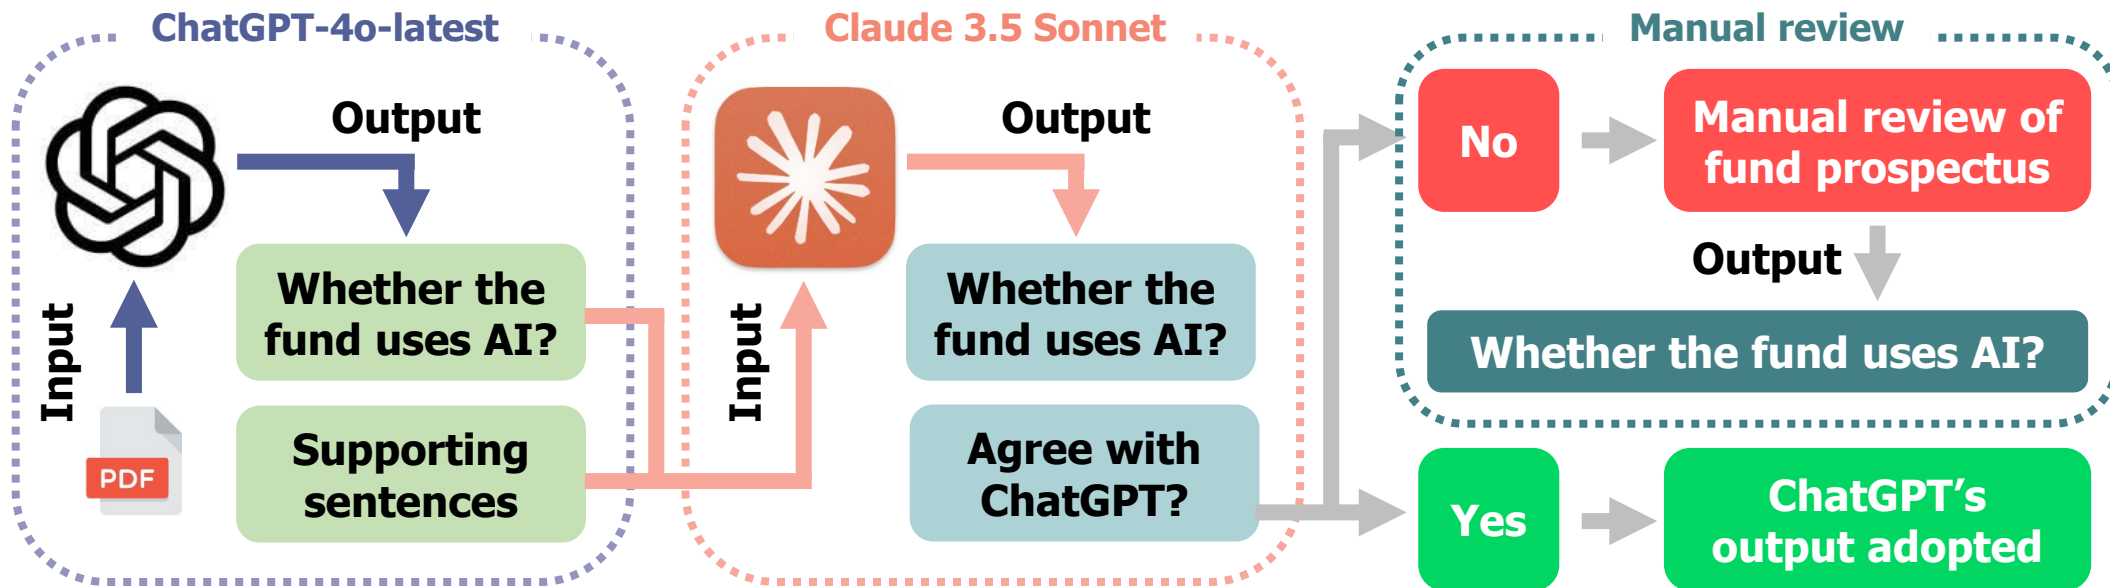 ChatGPT-4o-latest
Output
Input
PDF
Whether the
fund uses AI?
Supporting
sentences
Claude 3.5 Sonnet
Output
Input
Whether the
fund uses AI?
Agree with
ChatGPT?
Manual review
No
Manual review of
fund prospectus
Output
Whether the fund uses AI?
Yes
ChatGPT’s
output adopted